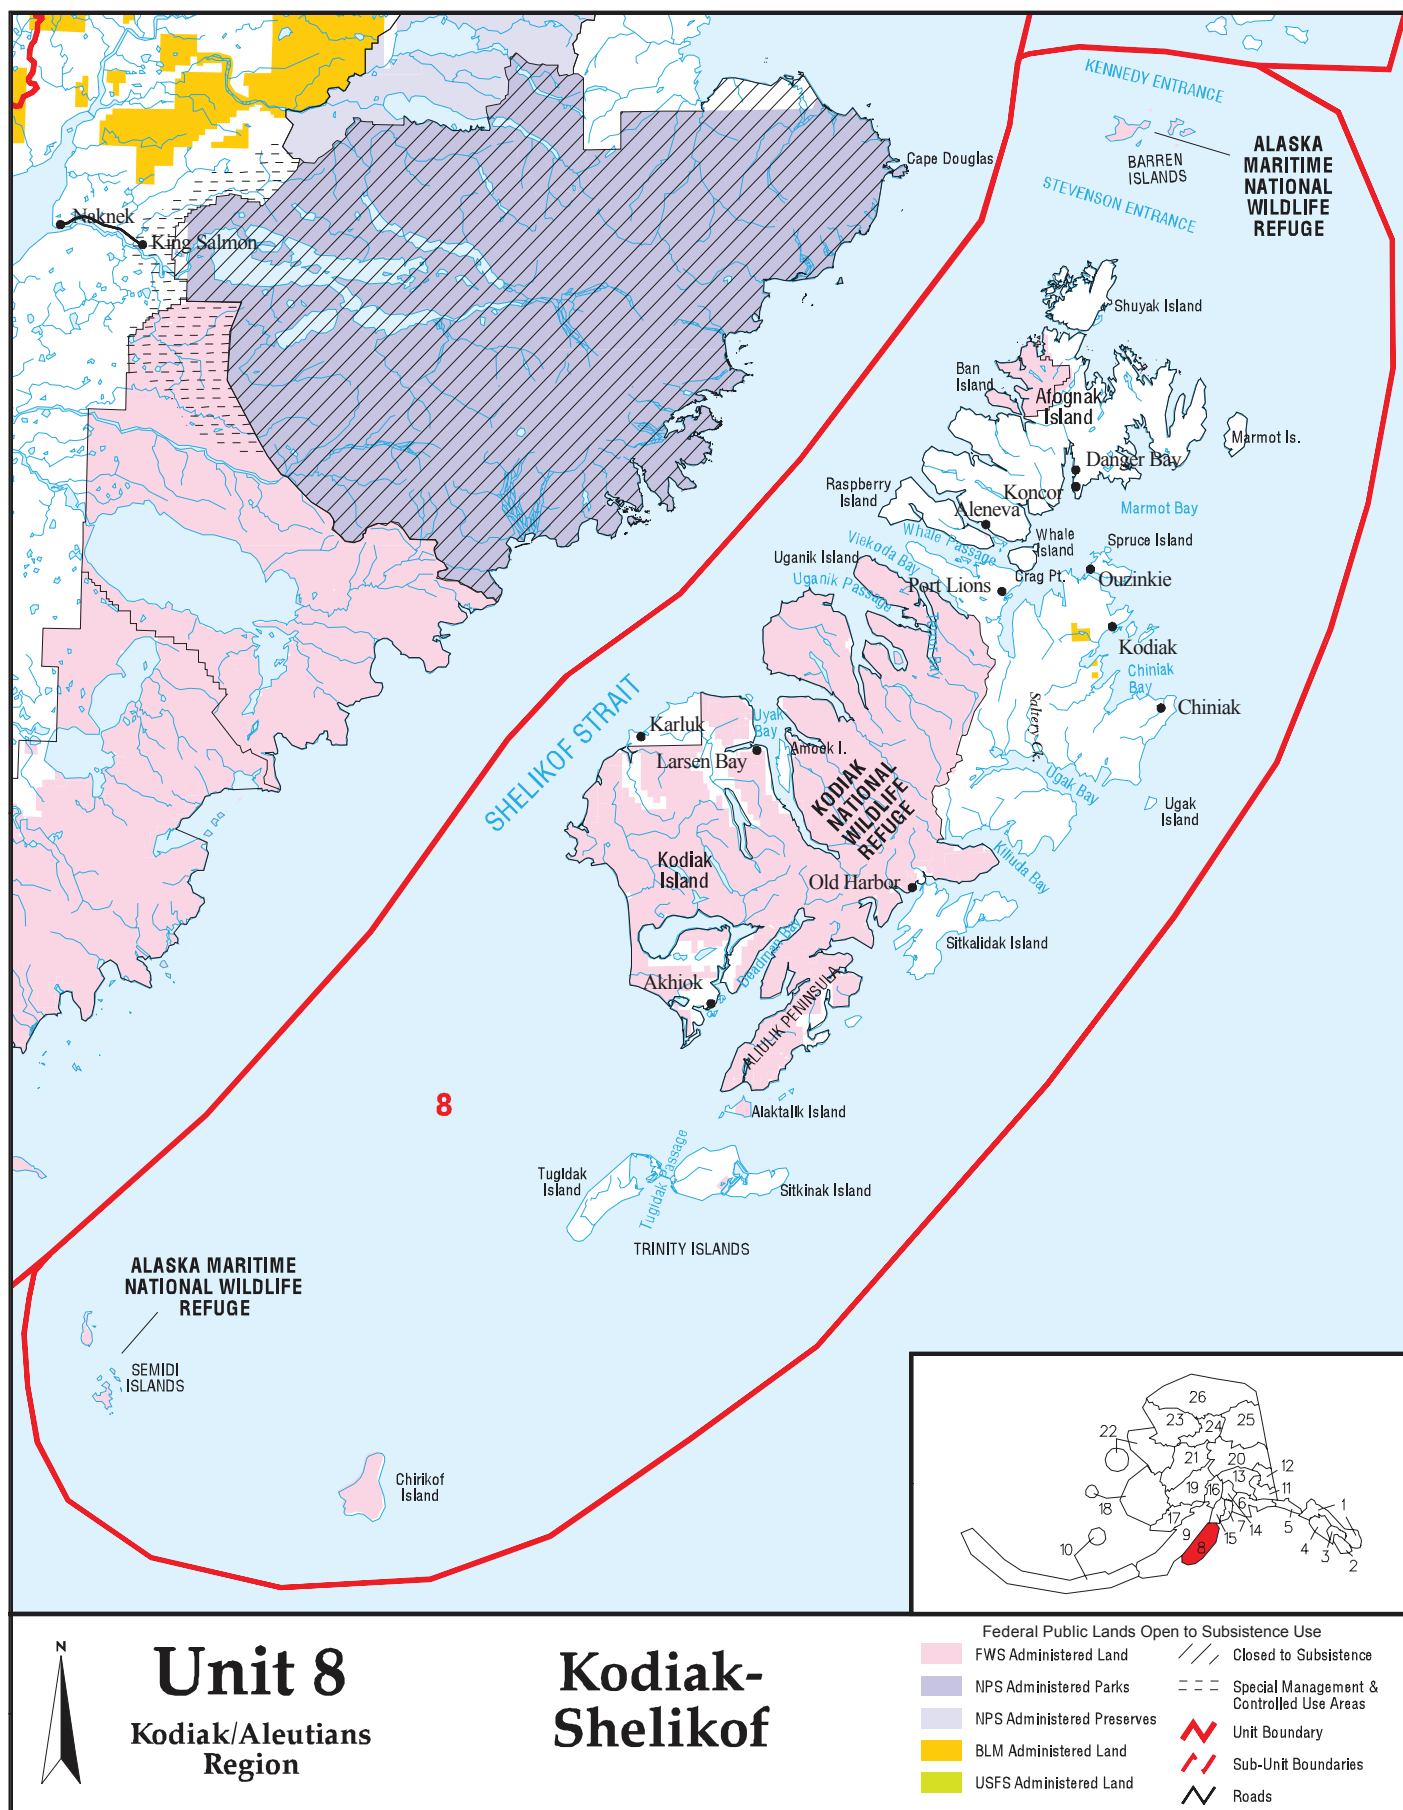 KENNEDY ENTRANCE
ALASKA
MARITIME
NATIONAL
WILDLIFE
REFUGE
BARREN
ISLANDS
STEVENSON ENTRANCE
Cape Douglas
Naknek
King Salmon
Shuyak Island
Ban
Island
Afognak
Island
Marmot Is.
Danger Bay
Raspberry
Island
Koncor
Aleneva
Marmot Bay
Whale Passage
Whale
Island
Spruce Island
Viekoda Bay
Uganik Island
Uganik Passage
Port Lions
Crag Pt.
Ouzinkie
Kodiak
Chiniak
Bay
Chiniak
Saltery Ck.
SHELIKOF STRAIT
Karluk
Uyak
Bay
Amook I.
Larsen Bay
KODIAK
NATIONAL
WILDLIFE
REFUGE
Ugak Bay
Ugak
Island
Kiliuda Bay
Kodiak
Island
Old Harbor
Sitkalidak Island
Deadman Bay
Akhiok
ALIULIK PENINSULA
8
Alaktalik Island
Tugidak
Island
Tugidak Passage
Sitkinak Island
TRINITY ISLANDS
ALASKA MARITIME
NATIONAL WILDLIFE
REFUGE
SEMIDI
ISLANDS
Chirikof
Island
26
23
24
25
22
21
20
12
13
19
16
11
18
17
6
1
9
7
14
5
15
4
10
8
3
2
N
Unit 8
Kodiak/Aleutians
Region
Kodiak-
Shelikof
Federal Public Lands Open to Subsistence Use
FWS Administered Land
NPS Administered Parks
NPS Administered Preserves
BLM Administered Land
USFS Administered Land
Closed to Subsistence
Special Management &
Controlled Use Areas
Unit Boundary
Sub-Unit Boundaries
Roads